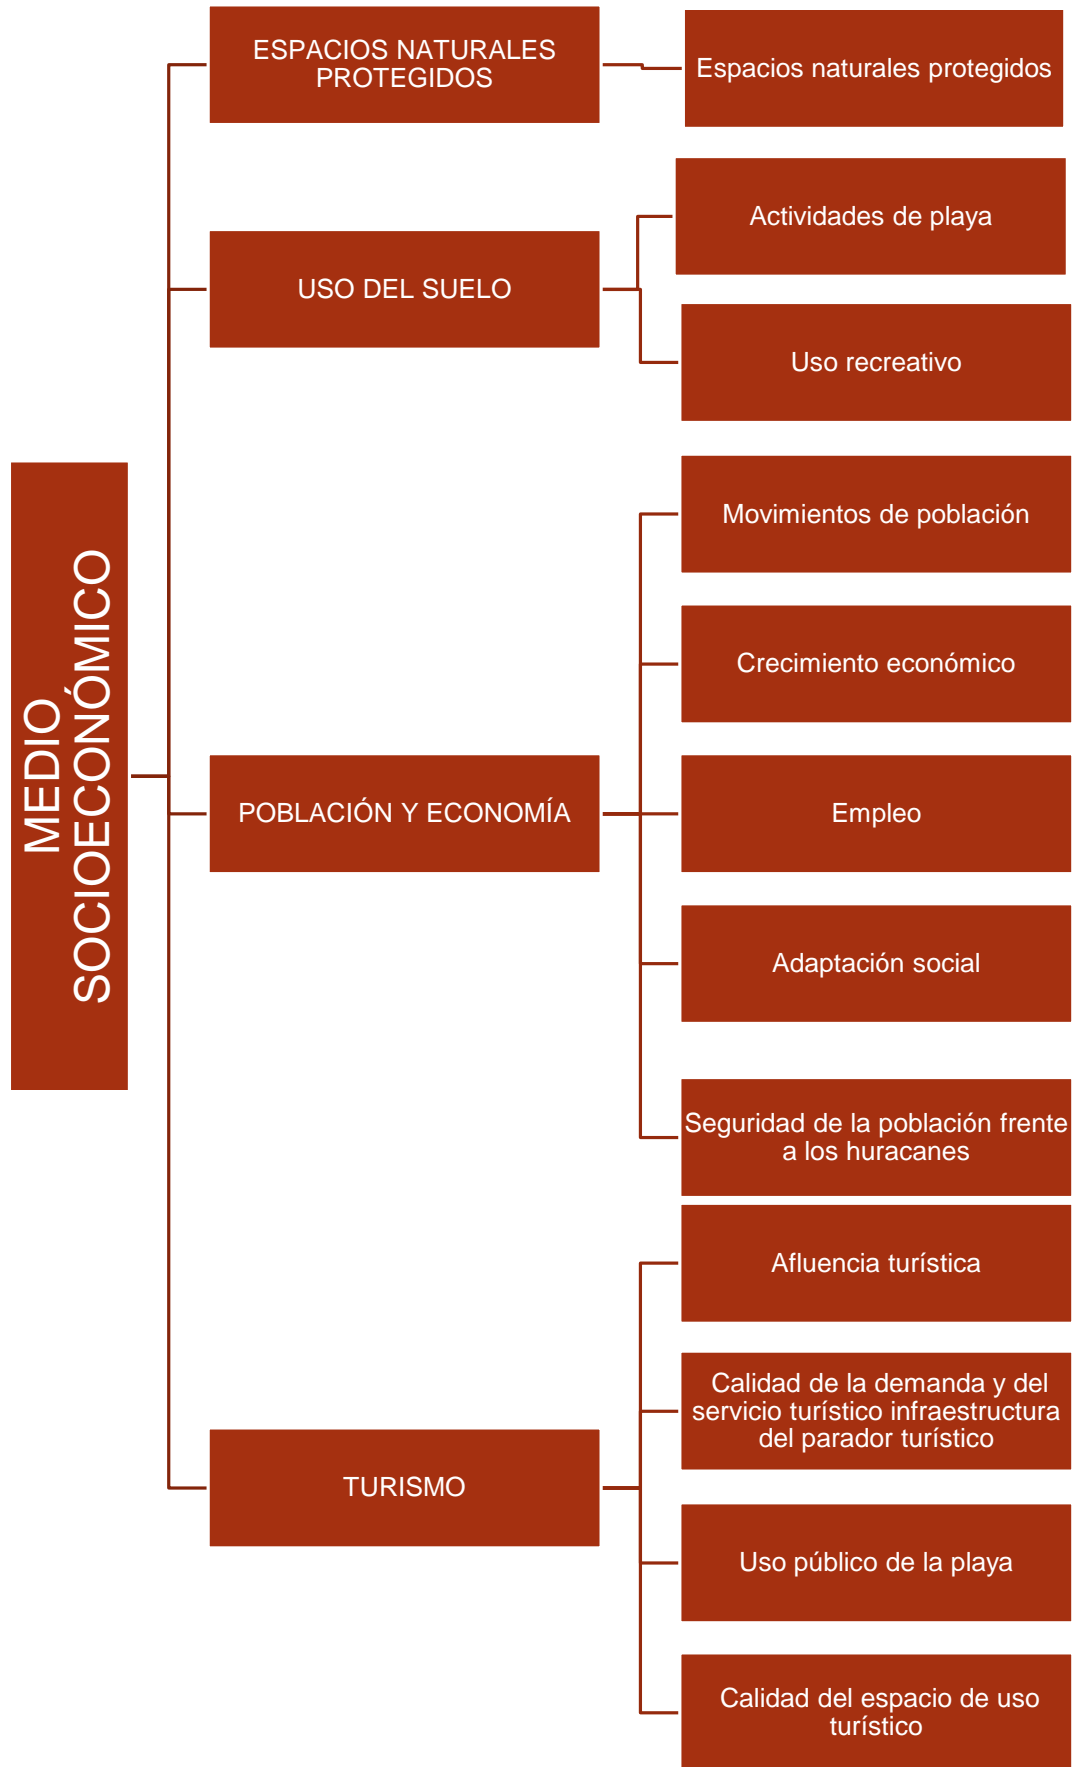 MEDIO
SOCIOECONÓMICO
ESPACIOS NATURALES
PROTEGIDOS
Espacios naturales protegidos
USO DEL SUELO
Actividades de playa
Uso recreativo
POBLACIÓN Y ECONOMÍA
Movimientos de población
Crecimiento económico
Empleo
Adaptación social
Seguridad de la población frente
a los huracanes
TURISMO
Afluencia turística
Calidad de la demanda y del
servicio turístico infraestructura
del parador turístico
Uso público de la playa
Calidad del espacio de uso
turístico